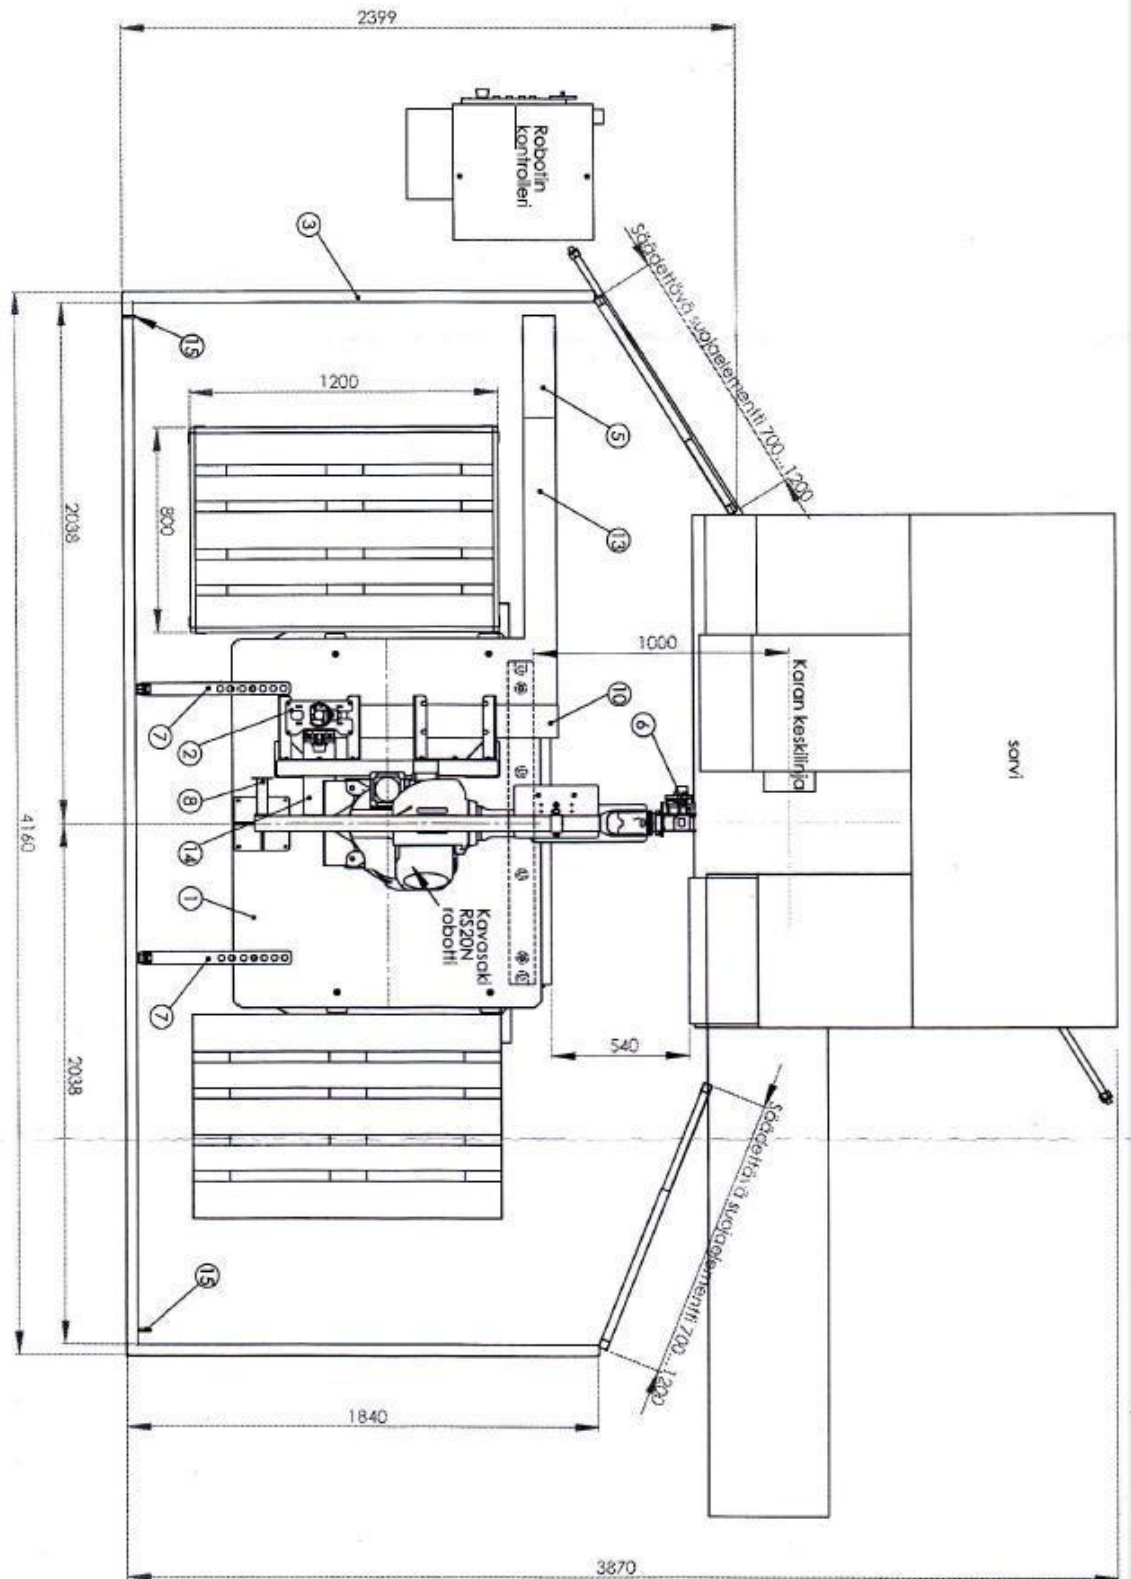 2399
Robotin
kontrolleri
3
Säädettävä suojaelementti 700...1200
15
1200
5
800
2038
13
1000
Karan keskilinja
sorvi
10
6
7
2
8
4160
14
1
Kavasaki
RS20N
robotti
7
540
2038
Säädettävä suojaelementti 700...1200
15
1840
3870